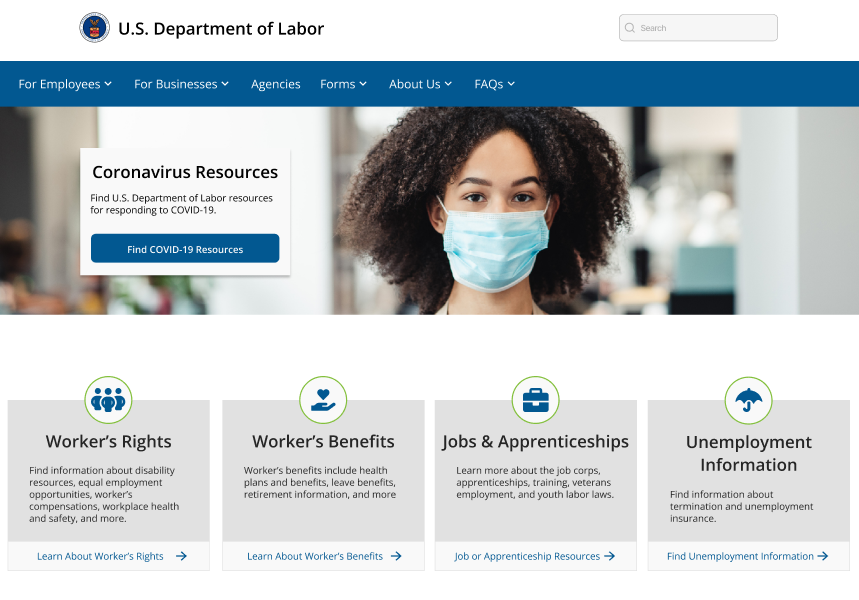 U.S. Department of Labor
Search
For Employees
For Businesses
Agencies
Forms
About Us
FAQs
Coronavirus Resources
Find U.S. Department of Labor resources
for responding to COVID-19.
Find COVID-19 Resources
Worker's Rights
Find information about disability
resources, equal employment
opportunities, worker's
compensations, workplace health
and safety, and more.
Learn About Worker's Rights
Worker's Benefits
Worker's benefits include health
plans and benefits, leave benefits,
retirement information, and more
Learn About Worker's Benefits
Jobs & Apprenticeships
Learn more about the job corps,
apprenticeships, training, veterans
employment, and youth labor laws.
Job or Apprenticeship Resources
Unemployment
Information
Find information about
termination and unemployment
insurance.
Find Unemployment Information